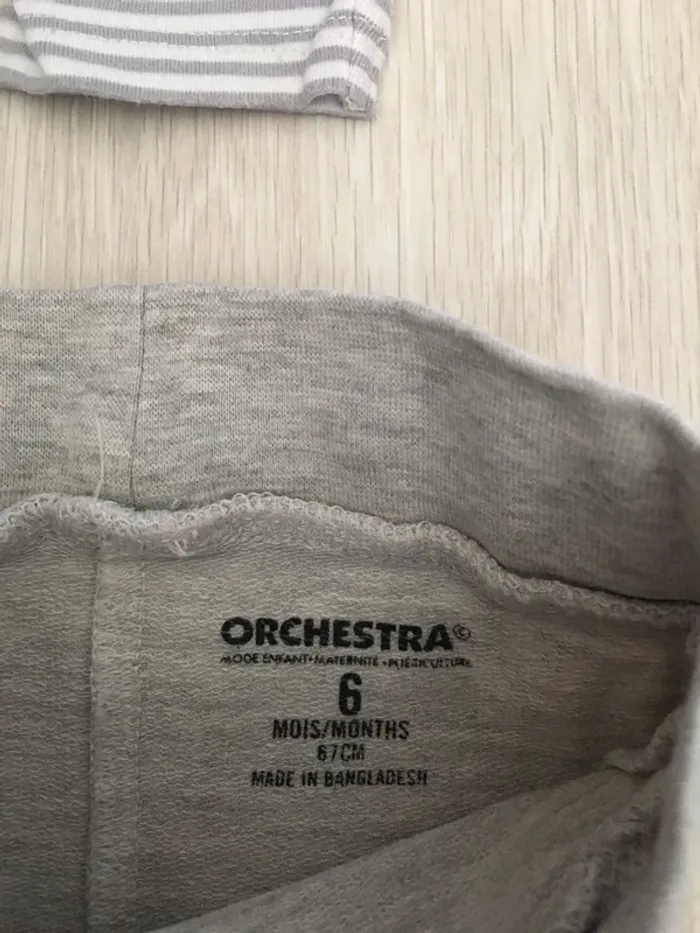 ORCHESTRA©
MODE ENFANT•MATERNITÉ•PUÉRICULTURE
6
MOIS/MONTHS
67CM
MADE IN BANGLADESH